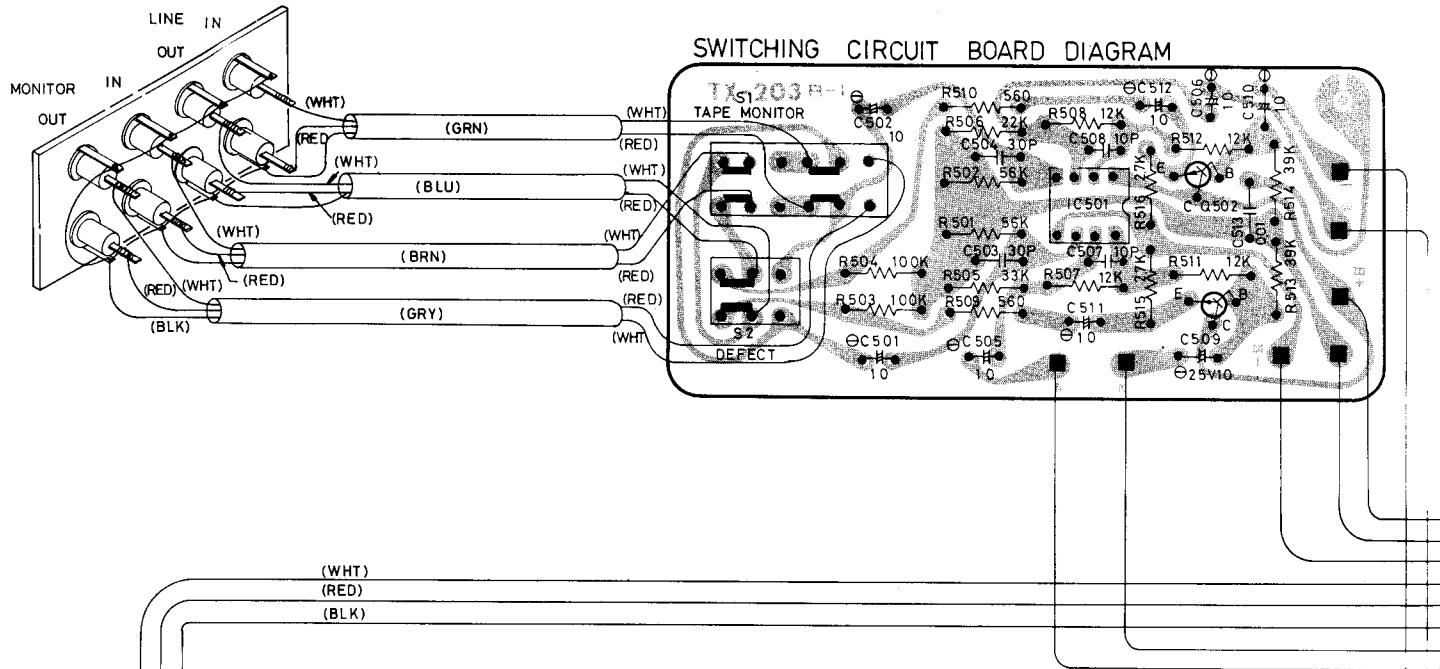 LINE IN
OUT
MONITOR IN
OUT
(WHT)
(RED)
(GRN)
(WHT)
(RED)
(WHT)
(BLU)
(RED)
(WHT)
(RED)
(WHT)
(BRN)
(RED)
(WHT)
(RED)
(RED)
(WHT)
(GRY)
(BLK)
(RED)
(WHT)
SWITCHING CIRCUIT BOARD DIAGRAM
S1
TAPE MONITOR
S2
DEFECT
⊖ C502
10
R510 560
R506 22K
C504 30P
R502 56K
R501 56K
C503 30P
R504 100K
R505 33K
R503 100K
R509 560
⊖ C501
10
⊖ C505
10
R508 12K
C508 10P
IC501
C507 10P
R507 12K
⊖ C511
10
⊖ C512
10
⊖ C506
10
⊖ C510
10
R512 12K
R516 27K
E B
C Q502
C513
001
R514 39K
R511 12K
R515 27K
E B
C
R513 39K
C509
⊖ 25V10
(WHT)
(RED)
(BLK)